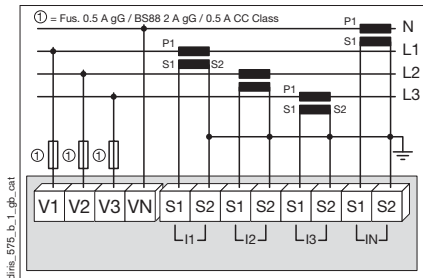 ① = Fus. 0.5 A gG / BS88 2 A gG / 0.5 A CC Class
P1 N
S1 L1
P1
S1 S2
L2
P1 L3
S1 S2
① ① ①
V1 V2 V3 VN S1 S2 S1 S2 S1 S2 S1 S2
I1 I2 I3 IN
diris_575_b_1_gb_cat